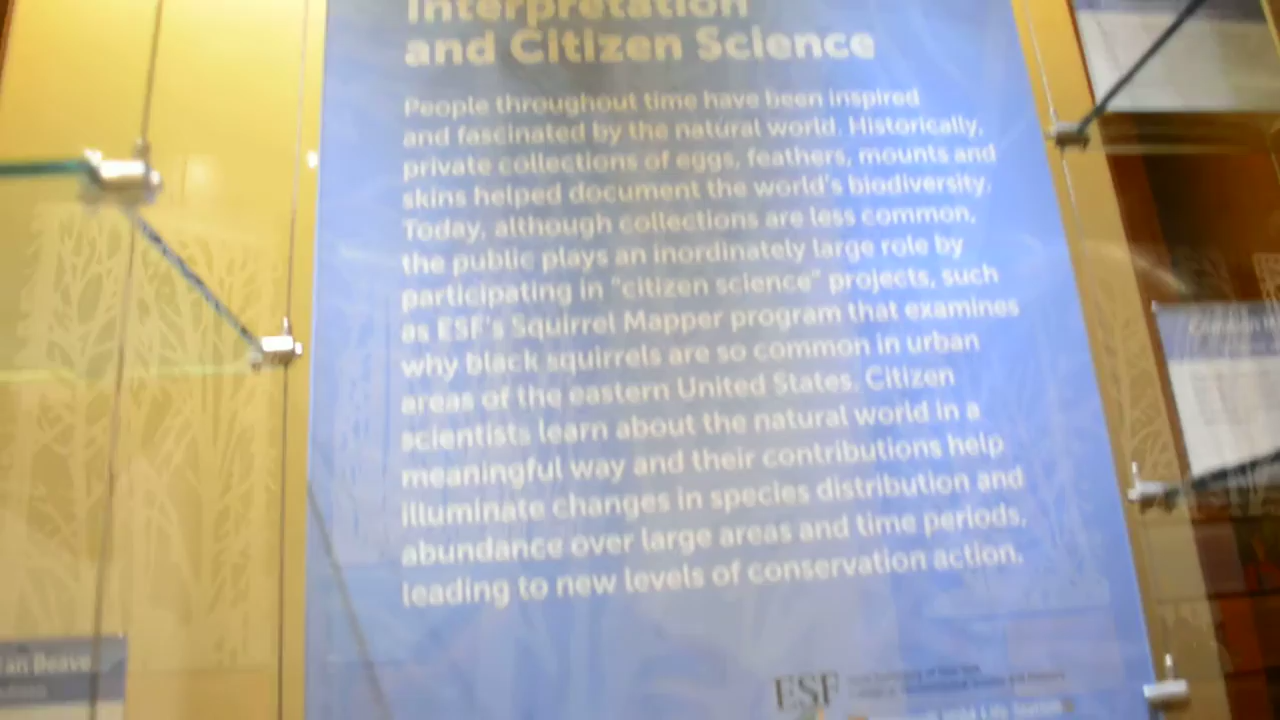 Interpretation
and Citizen Science
People throughout time have been inspired
and fascinated by the natural world. Historically,
private collections of eggs, feathers, mounts and
skins helped document the world's biodiversity.
Today, although collections are less common,
the public plays an inordinately large role by
participating in "citizen science" projects, such
as ESF's Squirrel Mapper program that examines
why black squirrels are so common in urban
areas of the eastern United States. Citizen
scientists learn about the natural world in a
meaningful way and their contributions help
illuminate changes in species distribution and
abundance over large areas and time periods,
leading to new levels of conservation action.
an Beave
ESF